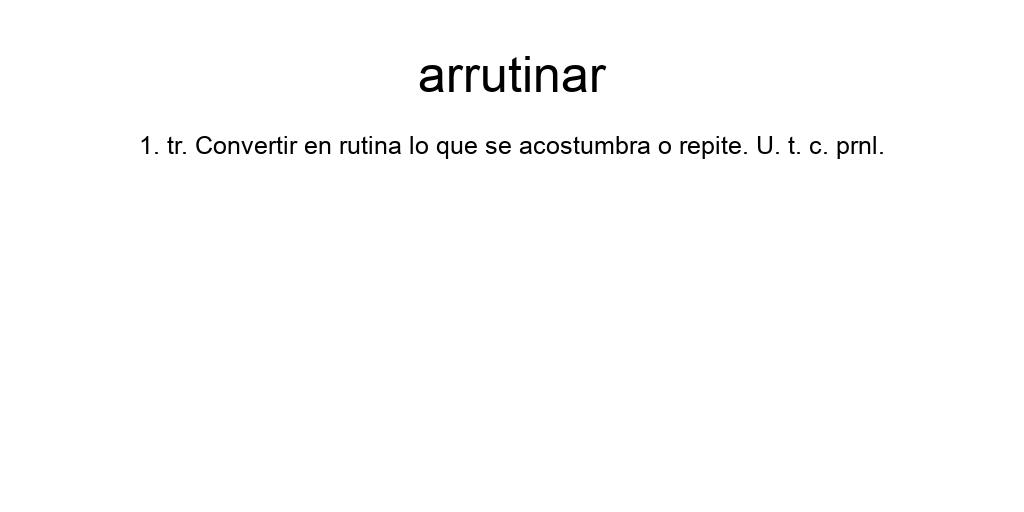 arrutinar
1. tr. Convertir en rutina lo que se acostumbra o repite. U. t. c. prnl.